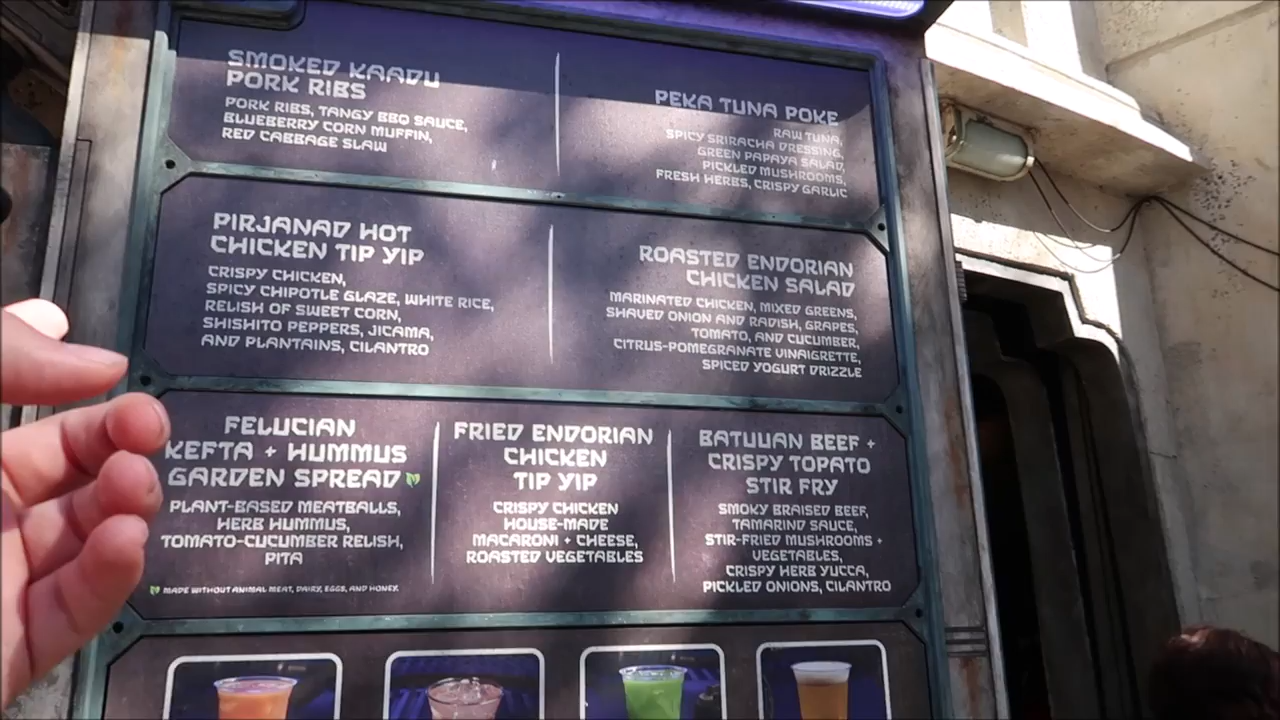 SMOKED KAADU
PORK RIBS
PORK RIBS, TANGY BBQ SAUCE,
BLUEBERRY CORN MUFFIN,
RED CABBAGE SLAW
PEKA TUNA POKE
RAW TUNA,
SPICY SRIRACHA DRESSING,
GREEN PAPAYA SALAD,
PICKLED MUSHROOMS,
FRESH HERBS, CRISPY GARLIC
PIRJANAD HOT
CHICKEN TIP YIP
CRISPY CHICKEN,
SPICY CHIPOTLE GLAZE, WHITE RICE,
RELISH OF SWEET CORN,
SHISHITO PEPPERS, JICAMA,
AND PLANTAINS, CILANTRO
ROASTED ENDORIAN
CHICKEN SALAD
MARINATED CHICKEN, MIXED GREENS,
SHAVED ONION AND RADISH, GRAPES,
TOMATO, AND CUCUMBER,
CITRUS-POMEGRANATE VINAIGRETTE,
SPICED YOGURT DRIZZLE
FELUCIAN
KEFTA + HUMMUS
GARDEN SPREAD
PLANT-BASED MEATBALLS,
HERB HUMMUS,
TOMATO-CUCUMBER RELISH,
PITA
MADE WITHOUT ANIMAL MEAT, DAIRY, EGGS, AND HONEY.
FRIED ENDORIAN
CHICKEN
TIP YIP
CRISPY CHICKEN
HOUSE-MADE
MACARONI + CHEESE,
ROASTED VEGETABLES
BATUUAN BEEF +
CRISPY TOPATO
STIR FRY
SMOKY BRAISED BEEF,
TAMARIND SAUCE,
STIR-FRIED MUSHROOMS +
VEGETABLES,
CRISPY HERB YUCCA,
PICKLED ONIONS, CILANTRO